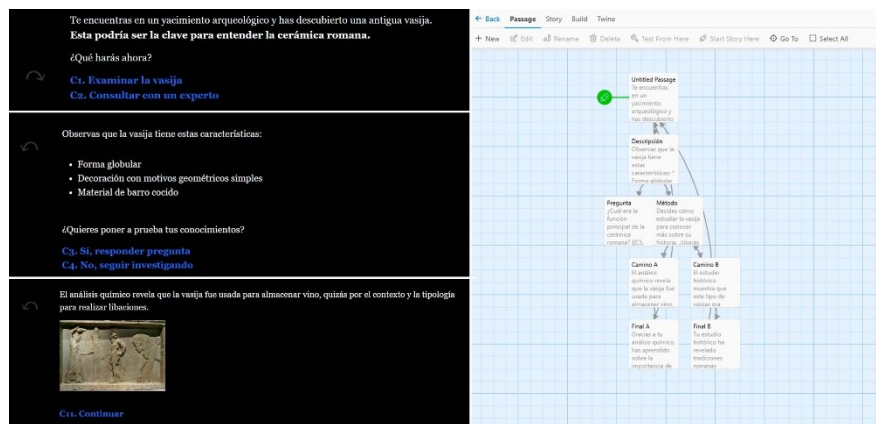 Te encuentras en un yacimiento arqueológico y has descubierto una antigua vasija.
Esta podría ser la clave para entender la cerámica romana.
¿Qué harás ahora?
C1. Examinar la vasija
C2. Consultar con un experto
Observas que la vasija tiene estas características:
• Forma globular
• Decoración con motivos geométricos simples
• Material de barro cocido
¿Quieres poner a prueba tus conocimientos?
C3. Sí, responder pregunta
C4. No, seguir investigando
El análisis químico revela que la vasija fue usada para almacenar vino, quizás por el contexto y la tipología
para realizar libaciones.
C11. Continuar
← Back Passage Story Build Twine
+ New Edit Rename Delete Test From Here Start Story Here Go To Select All
Untitled Passage
Te encuentras
en un
yacimiento
arqueológico y
has descubierto
Descripción
Observas que la
vasija tiene
estas
características: *
Forma globular
Pregunta
¿Cuál era la
función
principal de la
cerámica
romana? [[C5.
Método
Decides cómo
estudiar la vasija
para conocer
más sobre su
historia. ¿Usarás
Camino A
El análisis
químico revela
que la vasija fue
usada para
almacenar vino,
Camino B
El estudio
histórico
muestra que
este tipo de
vasijas era
Final A
Gracias a tu
análisis químico,
has aprendido
sobre la
importancia de
Final B
Tu estudio
histórico ha
revelado
tradiciones
romanas